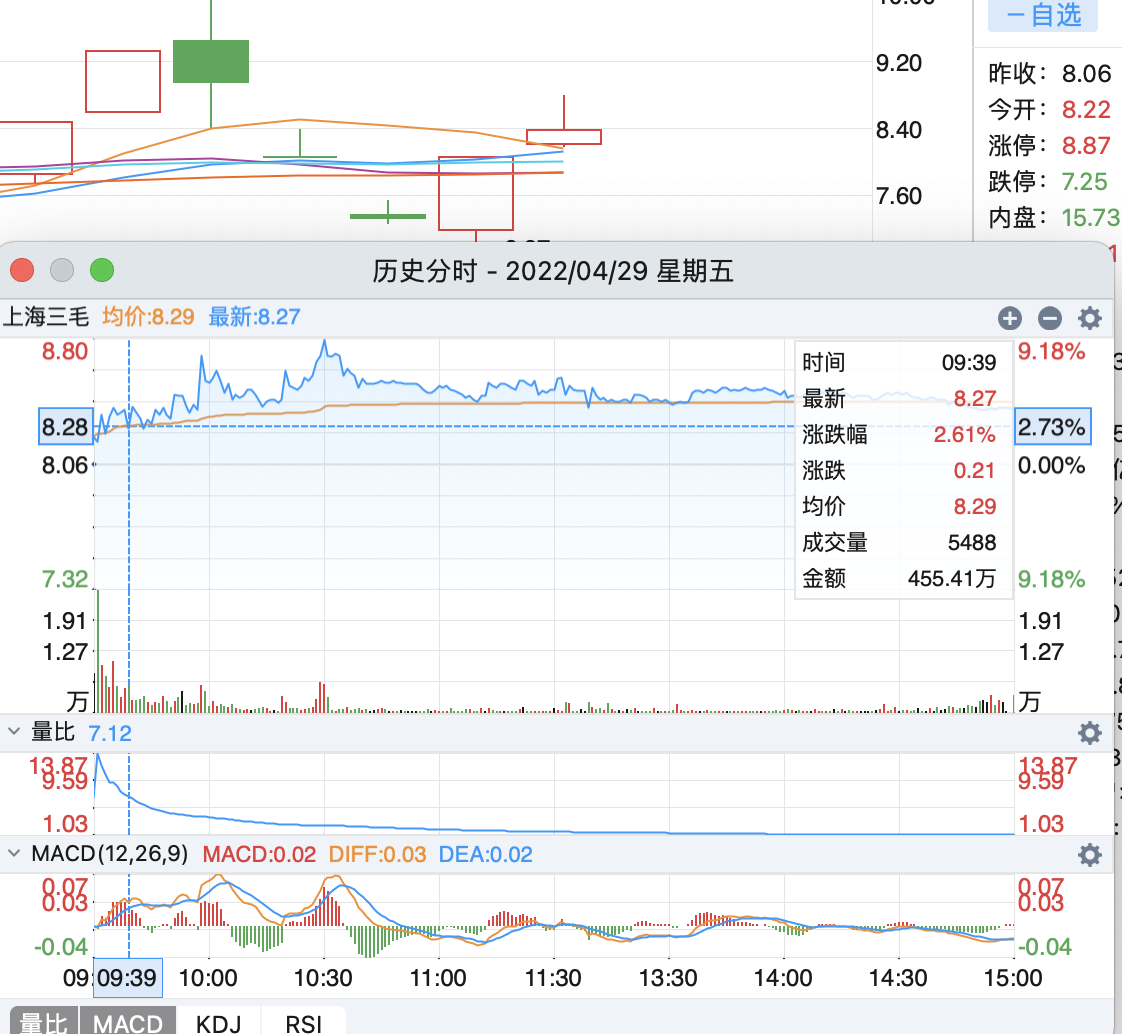 9.20
8.40
7.60
一自选
昨收: 8.06
今开: 8.22
涨停: 8.87
跌停: 7.25
内盘: 15.73
历史分时 - 2022/04/29 星期五
上海三毛 均价:8.29 最新:8.27
8.80 9.18%
8.28 2.73%
8.06 0.00%
7.32 9.18%
1.91 1.91
1.27 1.27
万 万
时间 09:39
最新 8.27
涨跌幅 2.61%
涨跌 0.21
均价 8.29
成交量 5488
金额 455.41万
量比 7.12
13.87 13.87
9.59 9.59
1.03 1.03
MACD(12,26,9) MACD:0.02 DIFF:0.03 DEA:0.02
0.07 0.07
0.03 0.03
-0.04 -0.04
09: 09:39 10:00 10:30 11:00 11:30 13:30 14:00 14:30 15:00
量比 MACD KDJ RSI